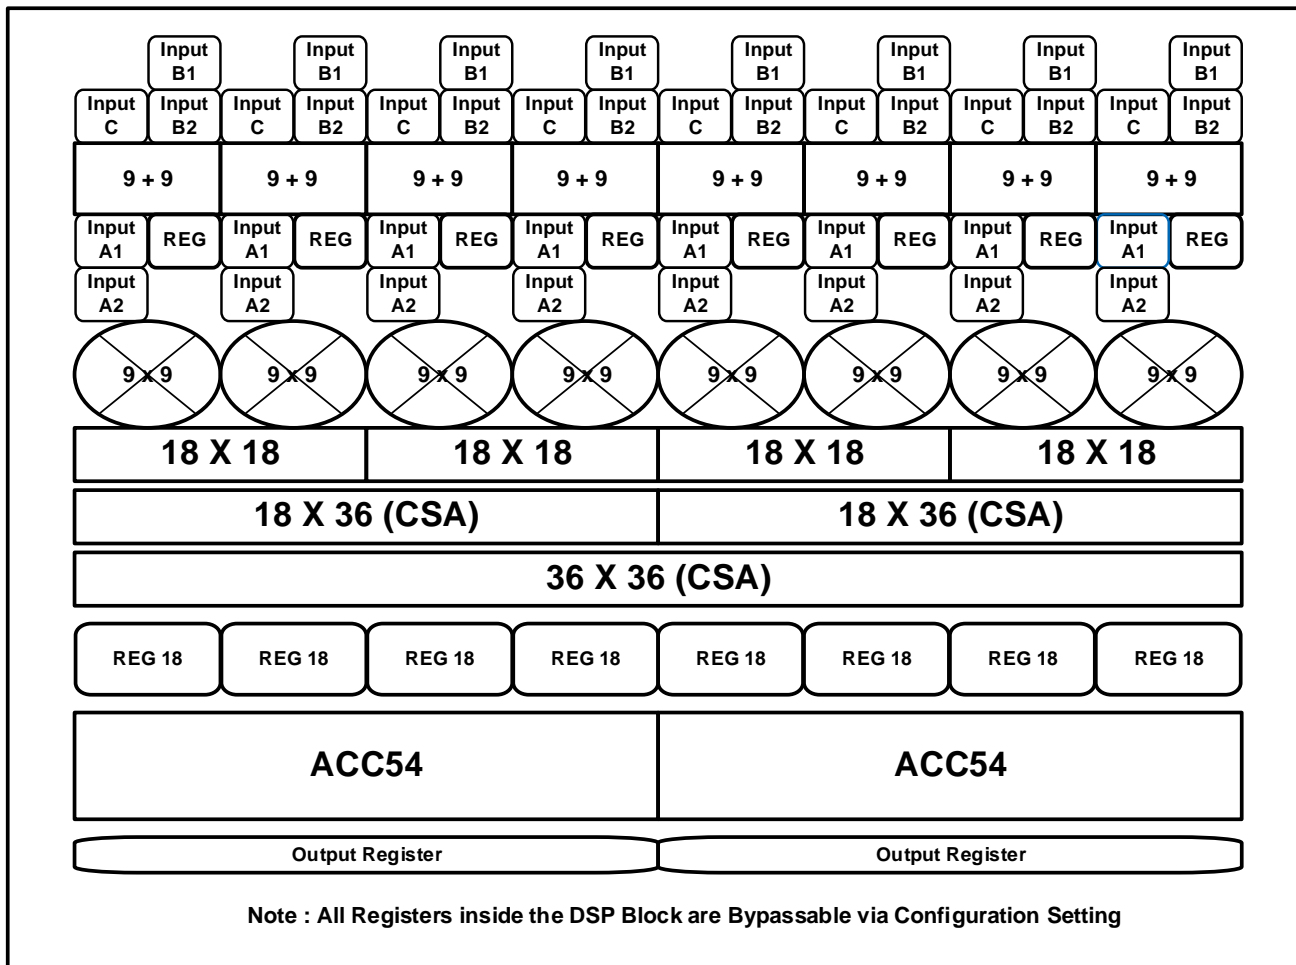 Input B1 Input B1 Input B1 Input B1 Input B1 Input B1 Input B1 Input B1
Input C Input B2 Input C Input B2 Input C Input B2 Input C Input B2 Input C Input B2 Input C Input B2 Input C Input B2 Input C Input B2
9 + 9 9 + 9 9 + 9 9 + 9 9 + 9 9 + 9 9 + 9 9 + 9
Input A1 REG Input A1 REG Input A1 REG Input A1 REG Input A1 REG Input A1 REG Input A1 REG Input A1 REG
Input A2 Input A2 Input A2 Input A2 Input A2 Input A2 Input A2 Input A2
9 x 9 9 x 9 9 x 9 9 x 9 9 x 9 9 x 9 9 x 9 9 x 9
18 X 18 18 X 18 18 X 18 18 X 18
18 X 36 (CSA) 18 X 36 (CSA)
36 X 36 (CSA)
REG 18 REG 18 REG 18 REG 18 REG 18 REG 18 REG 18 REG 18
ACC54 ACC54
Output Register Output Register
Note : All Registers inside the DSP Block are Bypassable via Configuration Setting